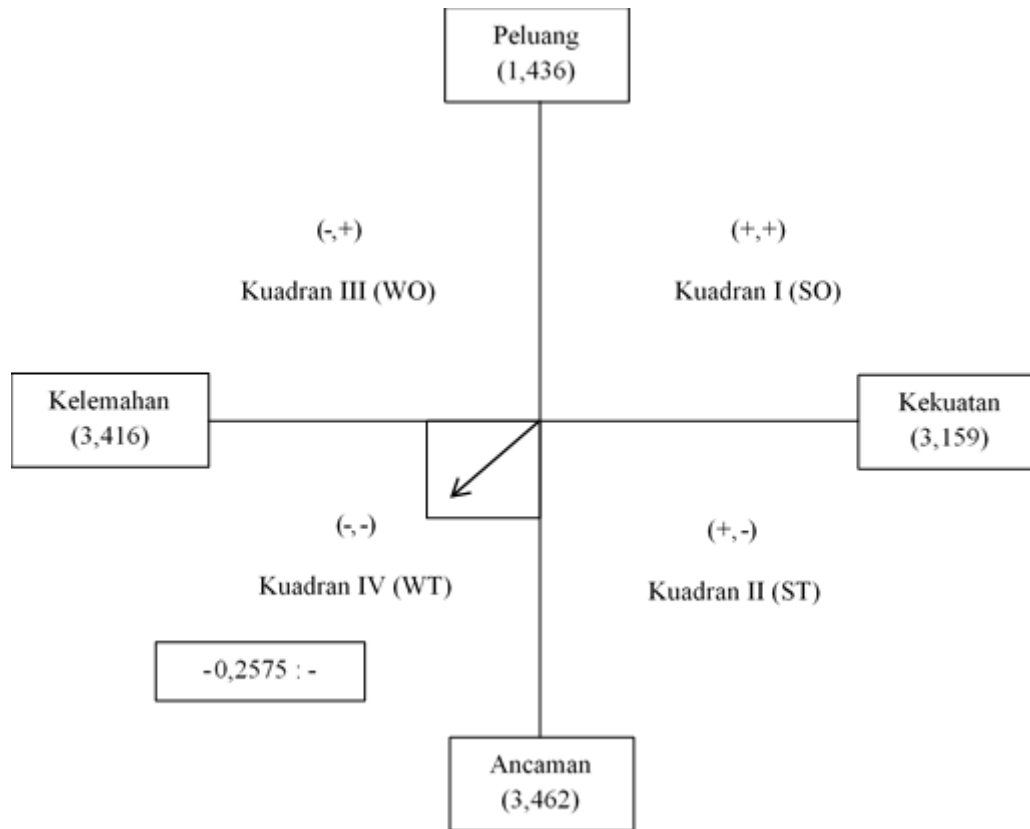 Peluang
(1,436)
(-,+)
(+,+)
Kuadran III (WO)
Kuadran I (SO)
Kelemahan
(3,416)
Kekuatan
(3,159)
(-,-)
(+,-)
Kuadran IV (WT)
Kuadran II (ST)
-0,2575 : -
Ancaman
(3,462)